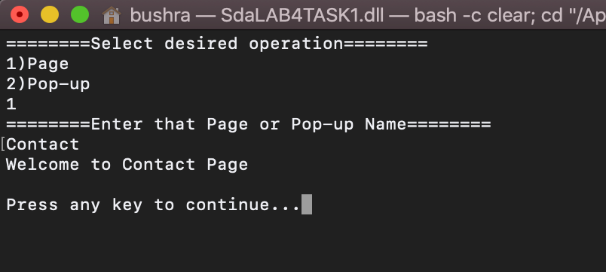 bushra — SdaLAB4TASK1.dll — bash -c clear; cd "/Ap
========Select desired operation========
1)Page
2)Pop-up
1
========Enter that Page or Pop-up Name========
[Contact
Welcome to Contact Page
Press any key to continue...